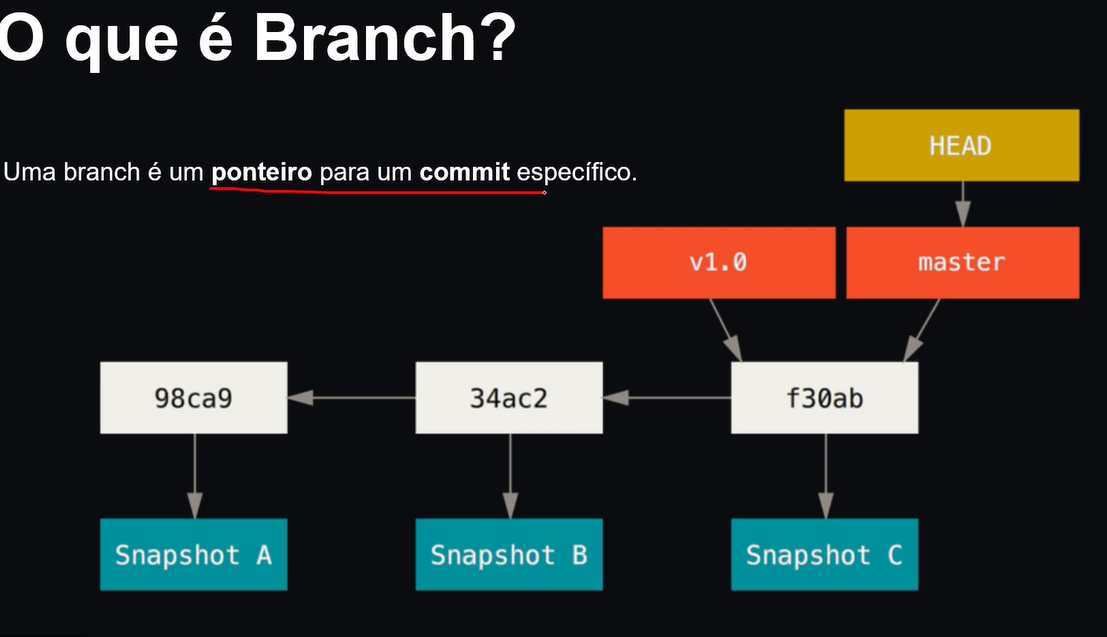 O que é Branch?
Uma branch é um ponteiro para um commit específico.
HEAD
v1.0
master
98ca9
34ac2
f30ab
Snapshot A
Snapshot B
Snapshot C